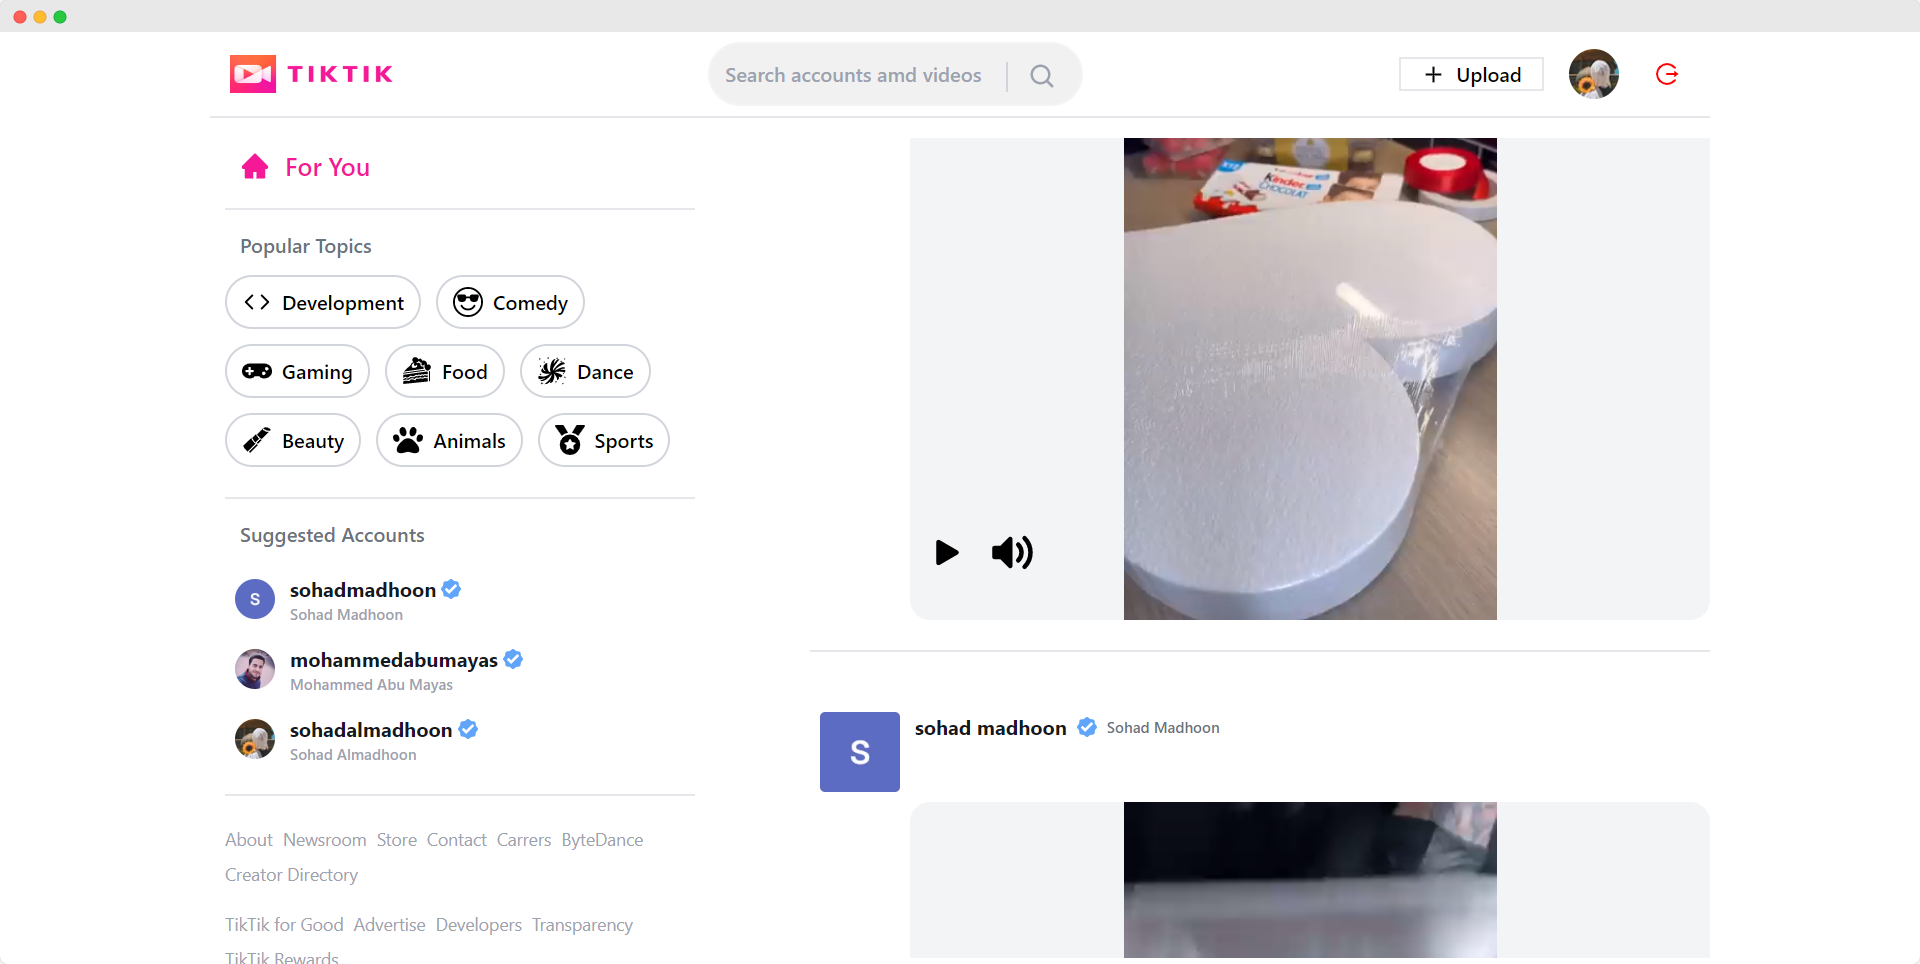 TIKTIK
Search accounts amd videos
Upload
For You
Popular Topics
Development
Comedy
Gaming
Food
Dance
Beauty
Animals
Sports
Suggested Accounts
S
sohadmadhoon
Sohad Madhoon
mohammedabumayas
Mohammed Abu Mayas
sohadalmadhoon
Sohad Almadhoon
About Newsroom Store Contact Carrers ByteDance
Creator Directory
TikTik for Good Advertise Developers Transparency
TikTik Rewards
Kinder
CHOCOLAT
S
sohad madhoon Sohad Madhoon